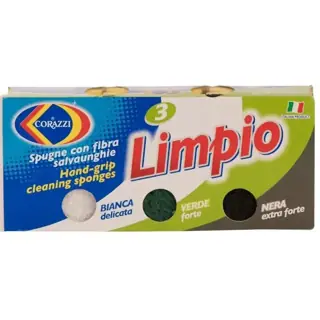 CORAZZI
3
Limpio
Spugne con fibra
salvaunghie
Hand-grip
cleaning sponges
BIANCA
delicata
VERDE
forte
NERA
extra forte